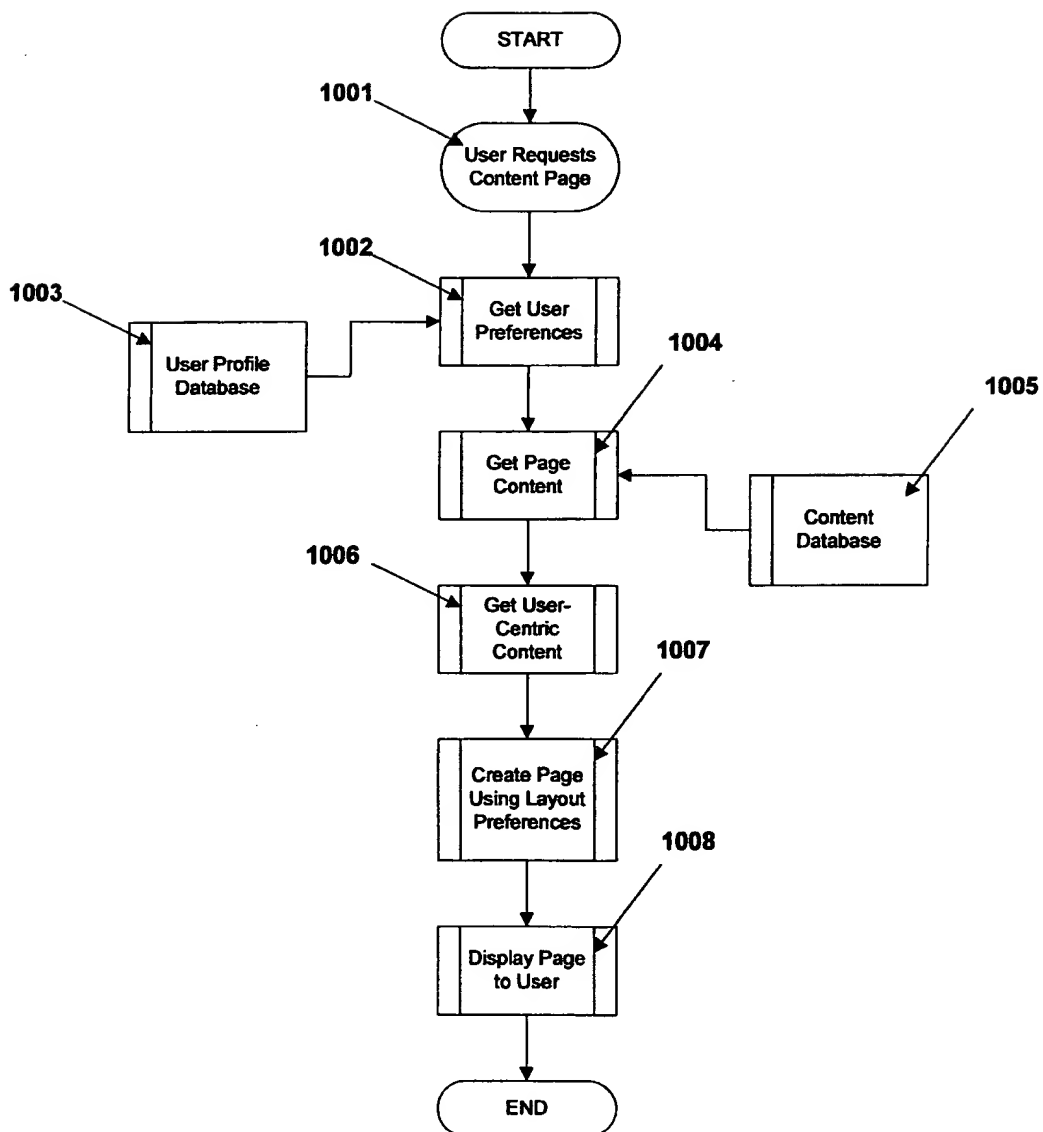 START
1001
User Requests
Content Page
1002
Get User
Preferences
1003
User Profile
Database
1004
Get Page
Content
1005
Content
Database
1006
Get User-
Centric
Content
1007
Create Page
Using Layout
Preferences
1008
Display Page
to User
END